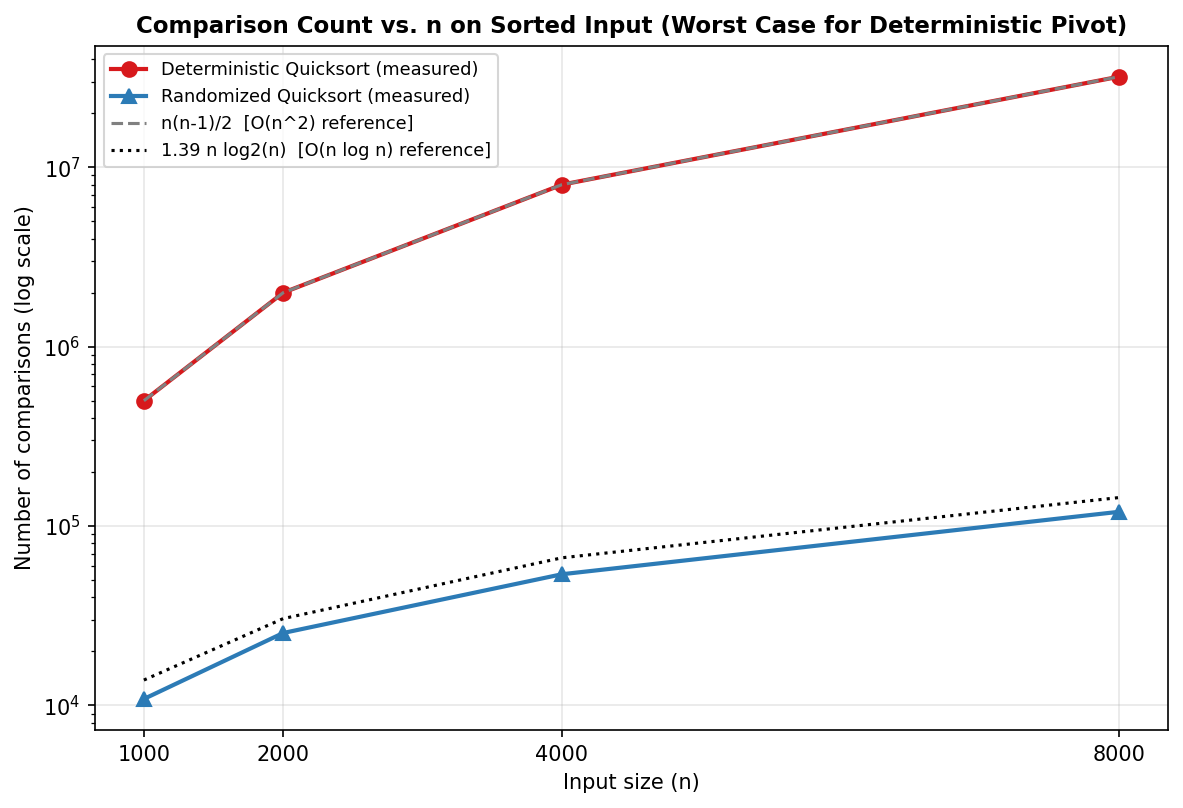 Comparison Count vs. n on Sorted Input (Worst Case for Deterministic Pivot)
Deterministic Quicksort (measured)
Randomized Quicksort (measured)
n(n-1)/2  [O(n^2) reference]
1.39 n log2(n)  [O(n log n) reference]
Number of comparisons (log scale)
10^7
10^6
10^5
10^4
1000 2000 4000 8000
Input size (n)